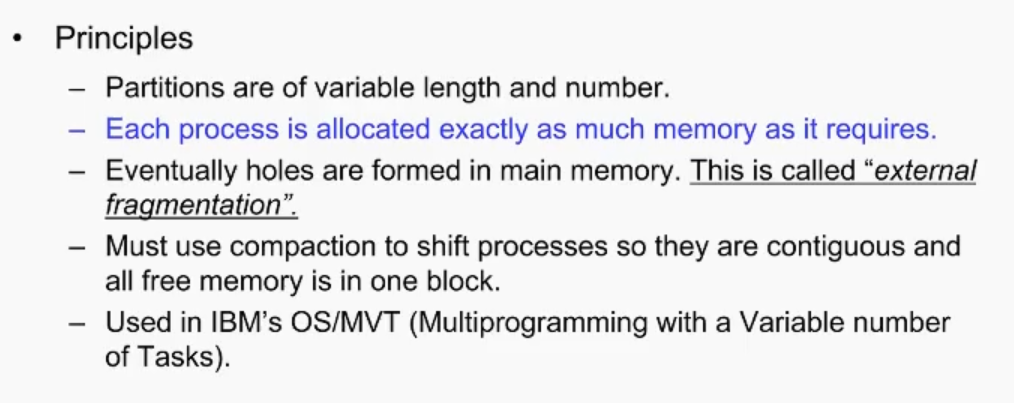 • Principles
– Partitions are of variable length and number.
– Each process is allocated exactly as much memory as it requires.
– Eventually holes are formed in main memory. This is called “external
fragmentation”.
– Must use compaction to shift processes so they are contiguous and
all free memory is in one block.
– Used in IBM’s OS/MVT (Multiprogramming with a Variable number
of Tasks).